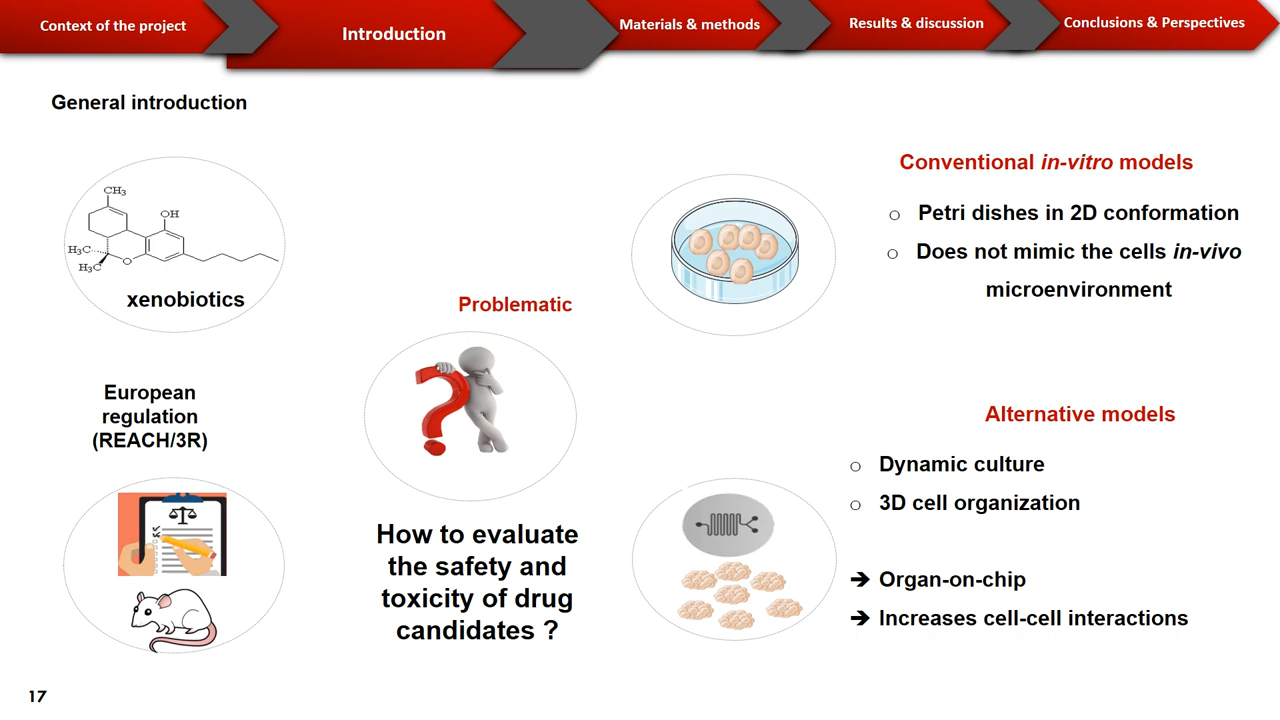 Context of the project
Introduction
Materials & methods
Results & discussion
Conclusions & Perspectives
General introduction
CH3
OH
H3C
H3C
O
xenobiotics
European
regulation
(REACH/3R)
Problematic
How to evaluate
the safety and
toxicity of drug
candidates ?
Conventional in-vitro models
o Petri dishes in 2D conformation
o Does not mimic the cells in-vivo
microenvironment
Alternative models
o Dynamic culture
o 3D cell organization
➔ Organ-on-chip
➔ Increases cell-cell interactions
17